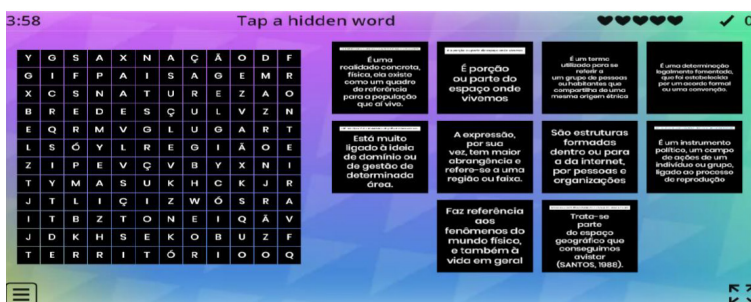 3:58
Tap a hidden word
0
Y G S A X N A Ç Ã O D F
G I F P A I S A G E M R
X C S N A T U R E Z A O
B R E D E S Ç U L V Z N
E Q R M V G L U G A R T
L S Ó Y L R E G I Ã O E
Z I P E V Ç V B Y X N I
T Y M A S U K H C K J R
J T L I Ç I Z W Ó S R A
I T B Z T O N E I Q Ã V
J D K H S E K O B U Z F
T E R R I T Ó R I O O Q
É uma
realidade concreta,
física, ela existe
como um quadro
de referência
para a população
que aí vive.
É porção
ou parte do
espaço onde
vivemos
É um termo
utilizado para se
referir a
um grupo de pessoas
ou habitantes que
compartilha de uma
mesma origem étnica
É uma determinação
legalmente fomentada,
que foi estabelecida
por um acordo formal
ou uma convenção.
Está muito
ligado à ideia
de domínio ou
de gestão de
determinada
área.
A expressão,
por sua
vez, tem maior
abrangência e
refere-se a uma
região ou faixa.
São estruturas
formadas
dentro ou para
a da internet,
por pessoas e
organizações
É um instrumento
político, um campo
de ações de um
indivíduo ou grupo,
ligado ao processo
de reprodução
Faz referência
aos
fenômenos do
mundo físico,
e também à
vida em geral
Trata-se
parte
do espaço
geográfico que
conseguimos
avistar
(SANTOS, 1988).